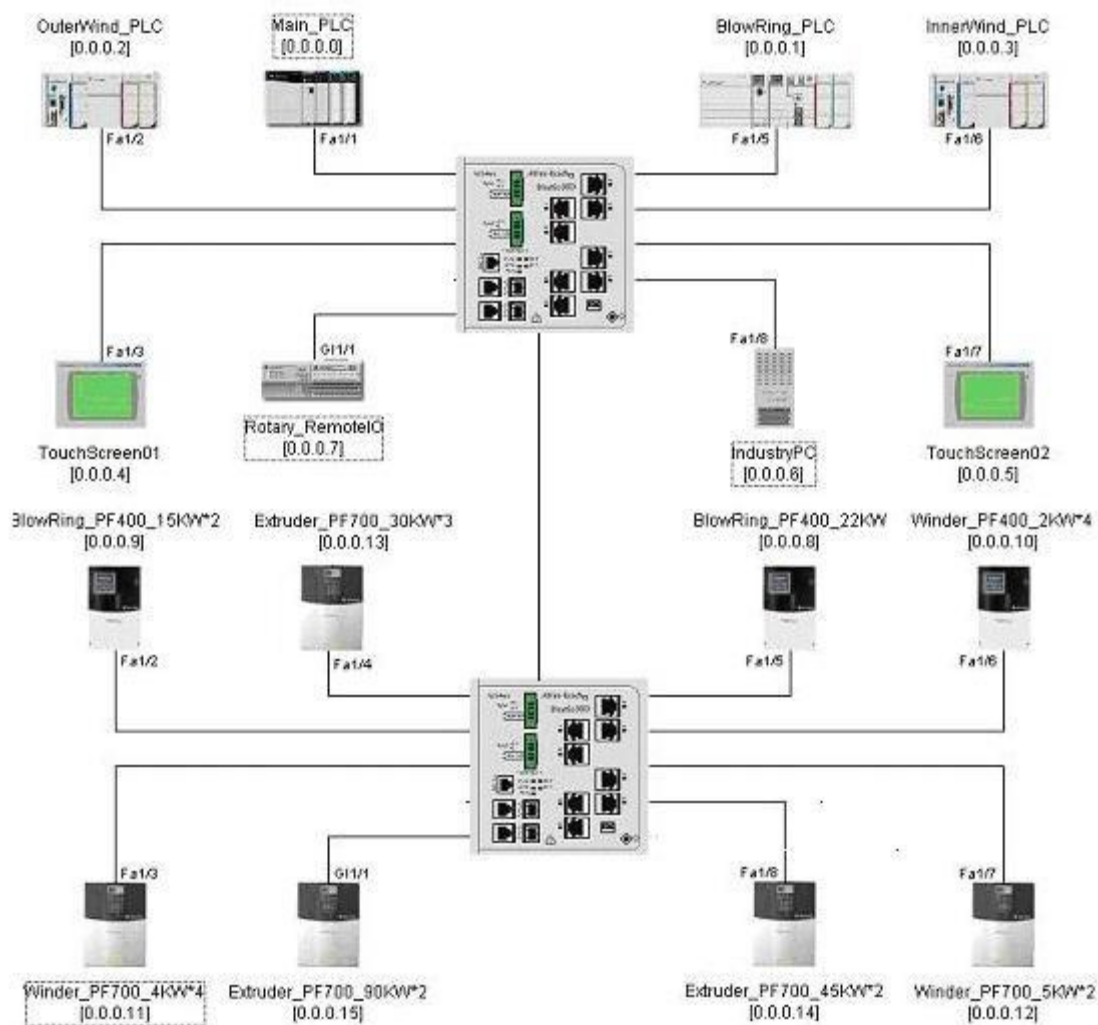 OuterWind_PLC
[0.0.0.2]
Main_PLC
[0.0.0.0]
BlowRing_PLC
[0.0.0.1]
InnerWind_PLC
[0.0.0.3]
Fa1/2
Fa1/1
Fa1/5
Fa1/6
Fa1/3
GI1/1
Fa1/8
Fa1/7
TouchScreen01
[0.0.0.4]
Rotary_RemoteIO
[0.0.0.7]
IndustryPC
[0.0.0.6]
TouchScreen02
[0.0.0.5]
BlowRing_PF400_15KW*2
[0.0.0.9]
Extruder_PF700_30KW*3
[0.0.0.13]
BlowRing_PF400_22KW
[0.0.0.8]
Winder_PF400_2KW*4
[0.0.0.10]
Fa1/2
Fa1/4
Fa1/5
Fa1/6
Fa1/3
GI1/1
Fa1/8
Fa1/7
Winder_PF700_4KW*4
[0.0.0.11]
Extruder_PF700_90KW*2
[0.0.0.15]
Extruder_PF700_45KW*2
[0.0.0.14]
Winder_PF700_5KW*2
[0.0.0.12]